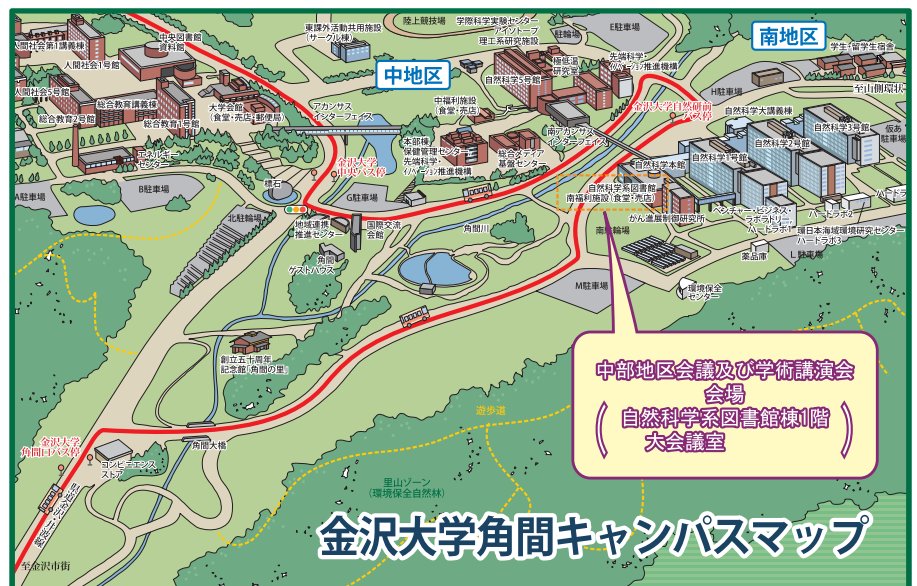 東課外活動共用施設
(サークル棟)
陸上競技場
学際科学実験センター
アイソトープ
理工系研究施設
E駐車場
駐輪場
南地区
学生・留学生宿舎
中央図書館
資料館
人間社会第1講義棟
人間社会1号館
人間社会5号館
中地区
自然科学5号館
極低温
研究室
先端科学・
イノベーション推進機構
H駐車場
至山側環状
総合教育講義棟
総合教育2号館
総合教育1号館
大学会館
(食堂・売店・郵便局)
アカンサス
インターフェイス
中福利施設
(食堂・売店)
金沢大学自然研前
バス停
自然科学大講義棟
自然科学3号館
仮あ
駐車場
南アカンサス
インターフェイス
自然科学2号館
自然科学1号館
エネルギー
センター
金沢大学
中央バス停
本部棟
保健管理センター
先端科学・
イノベーション推進機構
総合メディア
基盤センター
自然科学本館
A駐車場
B駐車場
標石
G駐車場
自然科学系図書館
南福利施設(食堂・売店)
がん進展制御研究所
ベンチャー・ビジネス・
ラボラトリー
ハードラボ1
ハードラボ2
ハードラ
環日本海域環境研究センター
ハードラボ3
北駐輪場
地域連携
推進センター
国際交流
会館
角間川
南駐輪場
薬品庫
L駐車場
角間
ゲストハウス
M駐車場
環境保全
センター
創立五十周年
記念館「角間の里」
中部地区会議及び学術講演会
会場
(自然科学系図書館棟1階
大会議室)
遊歩道
金沢大学
角間口バス停
角間大橋
コンビニエンス
ストア
里山ゾーン
(環境保全自然林)
至金沢市街
金沢大学角間キャンパスマップ